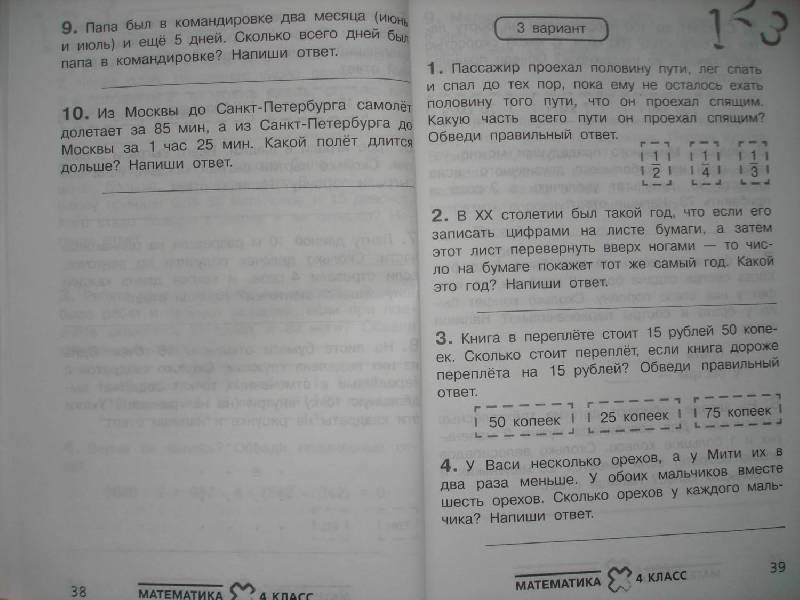 9. Папа был в командировке два месяца (июнь
и июль) и ещё 5 дней. Сколько всего дней был
папа в командировке? Напиши ответ.
10. Из Москвы до Санкт-Петербурга самолёт
долетает за 85 мин, а из Санкт-Петербурга до
Москвы за 1 час 25 мин. Какой полёт длится
дольше? Напиши ответ.
38
МАТЕМАТИКА 4 КЛАСС
3 вариант
1. Пассажир проехал половину пути, лег спать
и спал до тех пор, пока ему не осталось ехать
половину того пути, что он проехал спящим.
Какую часть всего пути он проехал спящим?
Обведи правильный ответ.
1/2 1/4 1/3
2. В XX столетии был такой год, что если его
записать цифрами на листе бумаги, а затем
этот лист перевернуть вверх ногами — то чис-
ло на бумаге покажет тот же самый год. Какой
это год? Напиши ответ.
3. Книга в переплёте стоит 15 рублей 50 копе-
ек. Сколько стоит переплёт, если книга дороже
переплёта на 15 рублей? Обведи правильный
ответ.
50 копеек 25 копеек 75 копеек
4. У Васи несколько орехов, а у Мити их в
два раза меньше. У обоих мальчиков вместе
шесть орехов. Сколько орехов у каждого маль-
чика? Напиши ответ.
МАТЕМАТИКА 4 КЛАСС
39